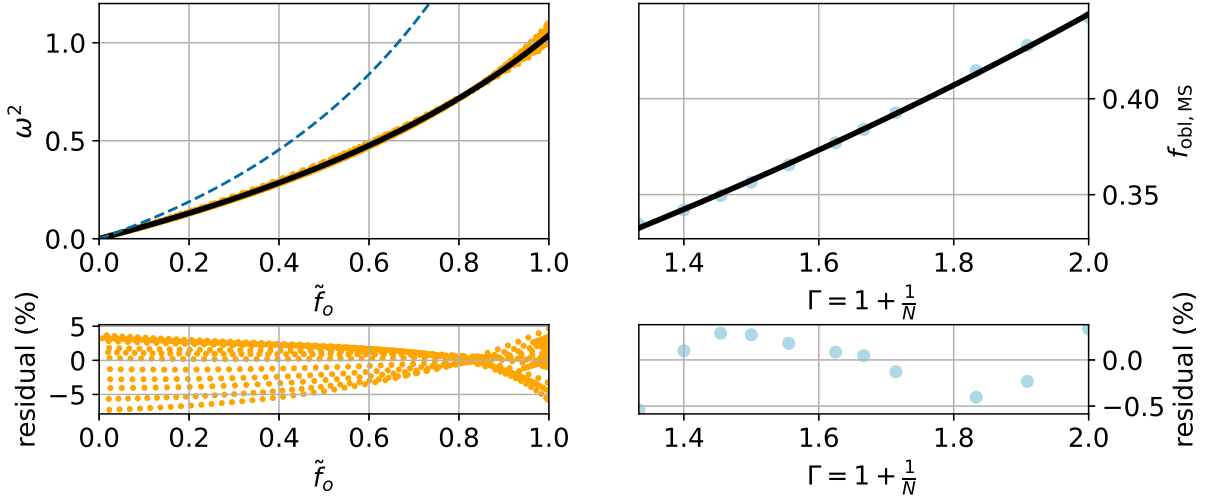 1.0
0.5
0.0
ω²
0.0 0.2 0.4 0.6 0.8 1.0
f̃ₒ
0.40
0.35
f_obl, MS
1.4 1.6 1.8 2.0
Γ = 1 + 1/N
5
0
−5
residual (%)
0.0 0.2 0.4 0.6 0.8 1.0
f̃ₒ
0.0
−0.5
residual (%)
1.4 1.6 1.8 2.0
Γ = 1 + 1/N